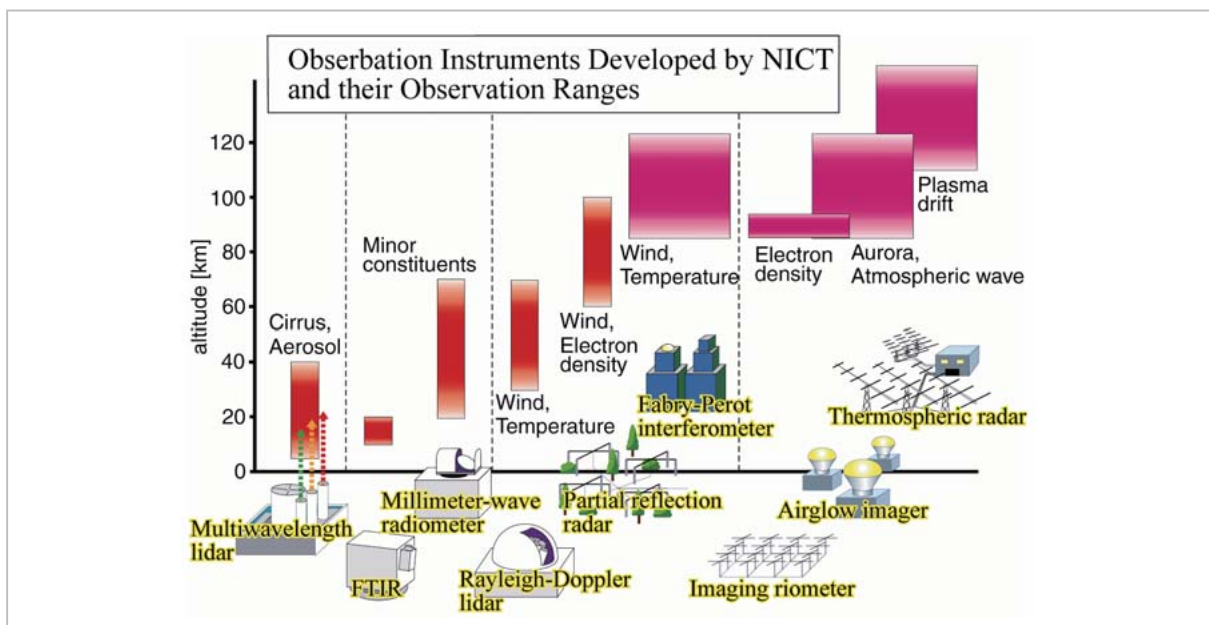 Obserbation Instruments Developed by NICT
and their Observation Ranges
altitude [km]
120
100
80
60
40
20
0
Cirrus,
Aerosol
Minor
constituents
Wind,
Temperature
Wind,
Electron
density
Wind,
Temperature
Electron
density
Aurora,
Atmospheric wave
Plasma
drift
Multiwavelength
lidar
FTIR
Millimeter-wave
radiometer
Rayleigh-Doppler
lidar
Partial reflection
radar
Fabry-Perot
interferometer
Imaging riometer
Airglow imager
Thermospheric radar